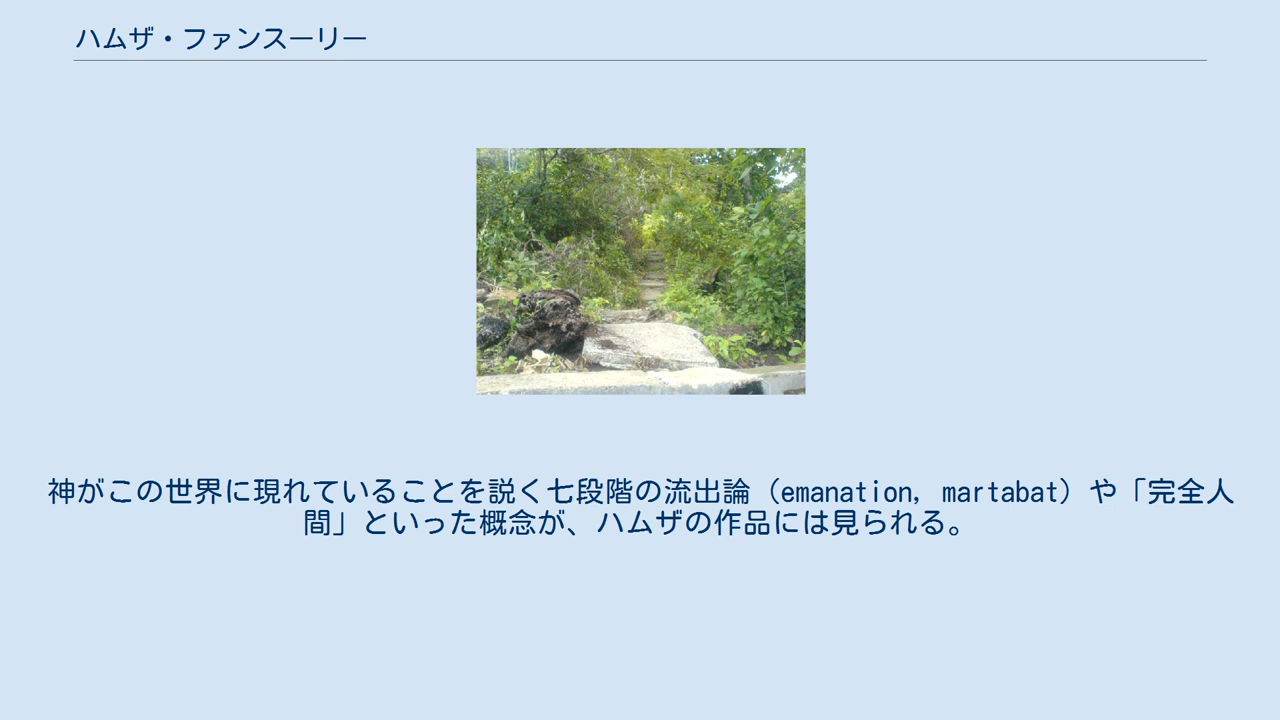 ハムザ・ファンスーリー
神がこの世界に現れていることを説く七段階の流出論（emanation, martabat）や「完全人
間」といった概念が、ハムザの作品には見られる。